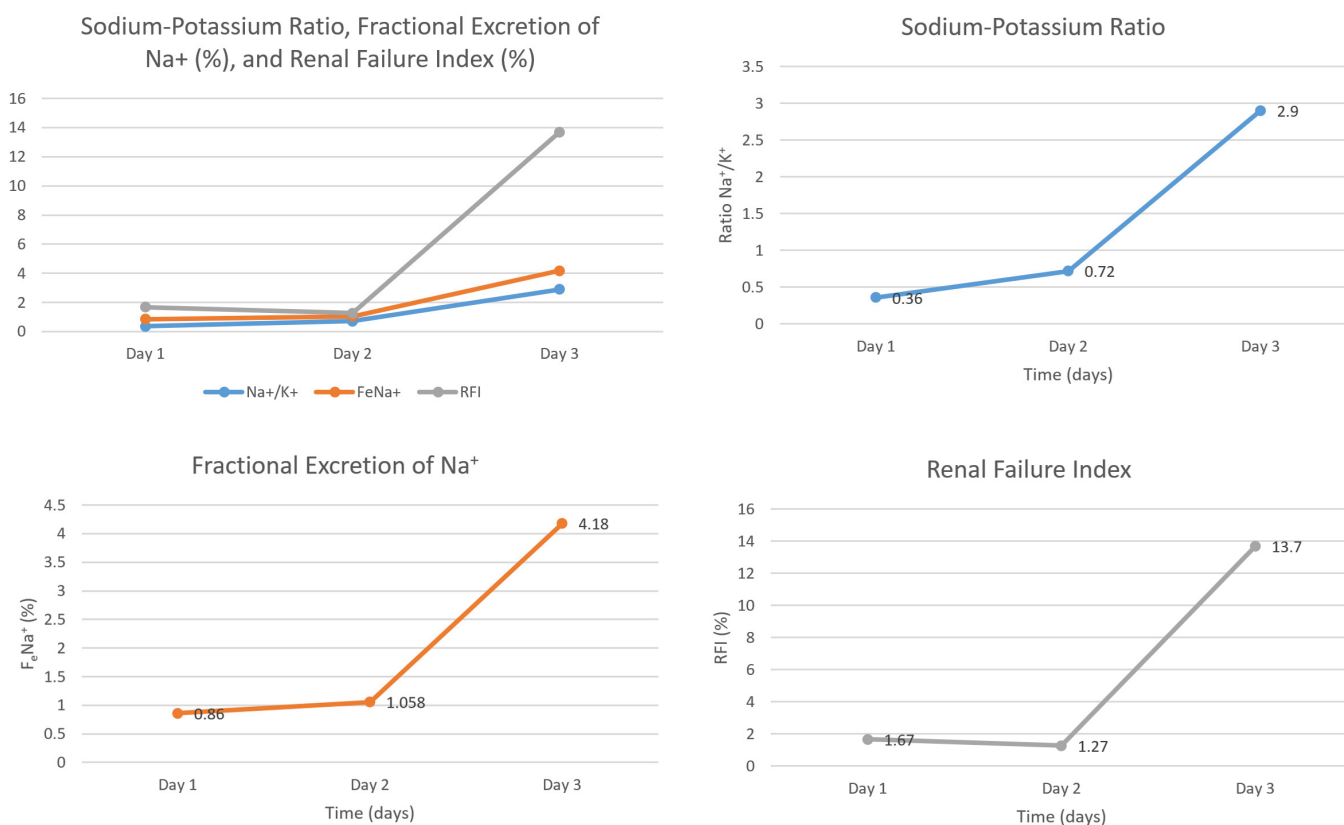 Sodium-Potassium Ratio, Fractional Excretion of
Na+ (%), and Renal Failure Index (%)
16
14
12
10
8
6
4
2
0
Day 1
Day 2
Day 3
Na+/K+
FeNa+
RFI
Sodium-Potassium Ratio
Ratio Na⁺/K⁺
3.5
3
2.5
2
1.5
1
0.5
0
0.36
0.72
2.9
Day 1
Day 2
Day 3
Time (days)
Fractional Excretion of Na⁺
FₑNa⁺ (%)
4.5
4
3.5
3
2.5
2
1.5
1
0.5
0
0.86
1.058
4.18
Day 1
Day 2
Day 3
Time (days)
Renal Failure Index
RFI (%)
16
14
12
10
8
6
4
2
0
1.67
1.27
13.7
Day 1
Day 2
Day 3
Time (days)